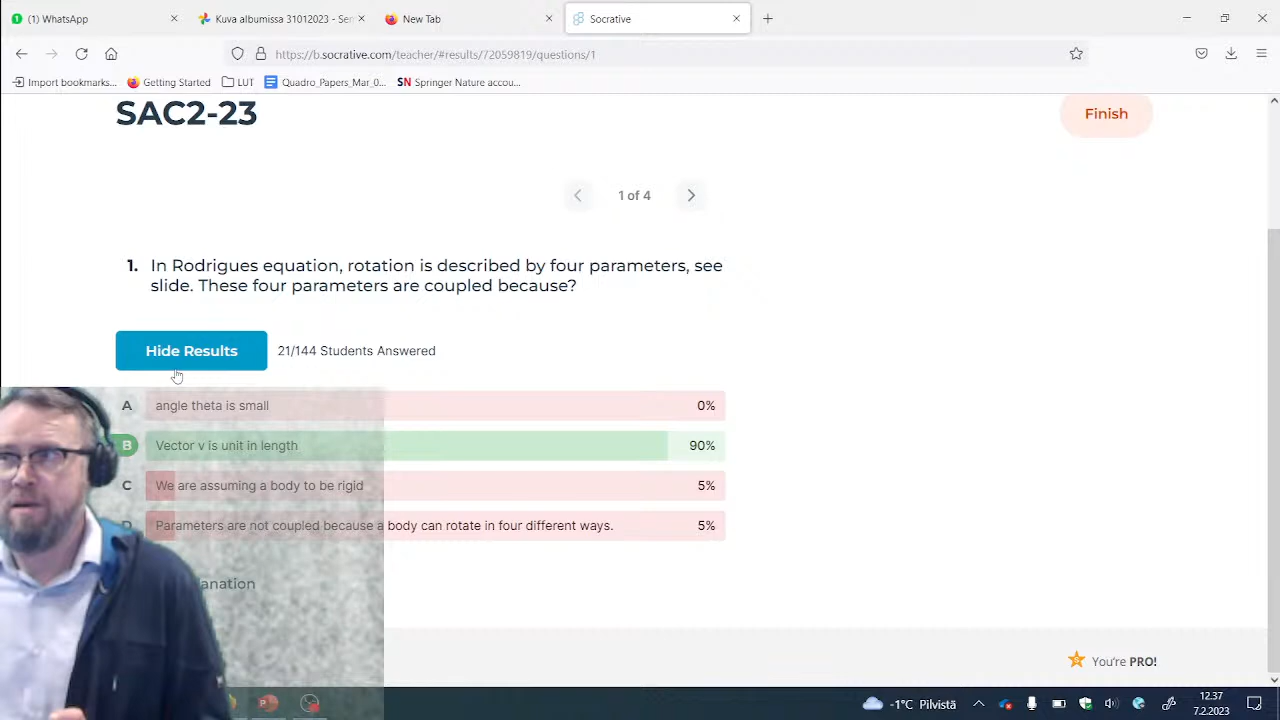 (1) WhatsApp
Kuva albumissa 31012023 - Ser
New Tab
Socrative
https://b.socrative.com/teacher/#results/72059819/questions/1
Import bookmarks...
Getting Started
LUT
Quadro_Papers_Mar_0...
SN Springer Nature accou...
SAC2-23
Finish
1 of 4
1. In Rodrigues equation, rotation is described by four parameters, see
slide. These four parameters are coupled because?
Hide Results
21/144 Students Answered
A angle theta is small 0%
B Vector v is unit in length 90%
C We are assuming a body to be rigid 5%
D Parameters are not coupled because a body can rotate in four different ways. 5%
anation
You're PRO!
-1°C Pilvistä
12.37
7.2.2023